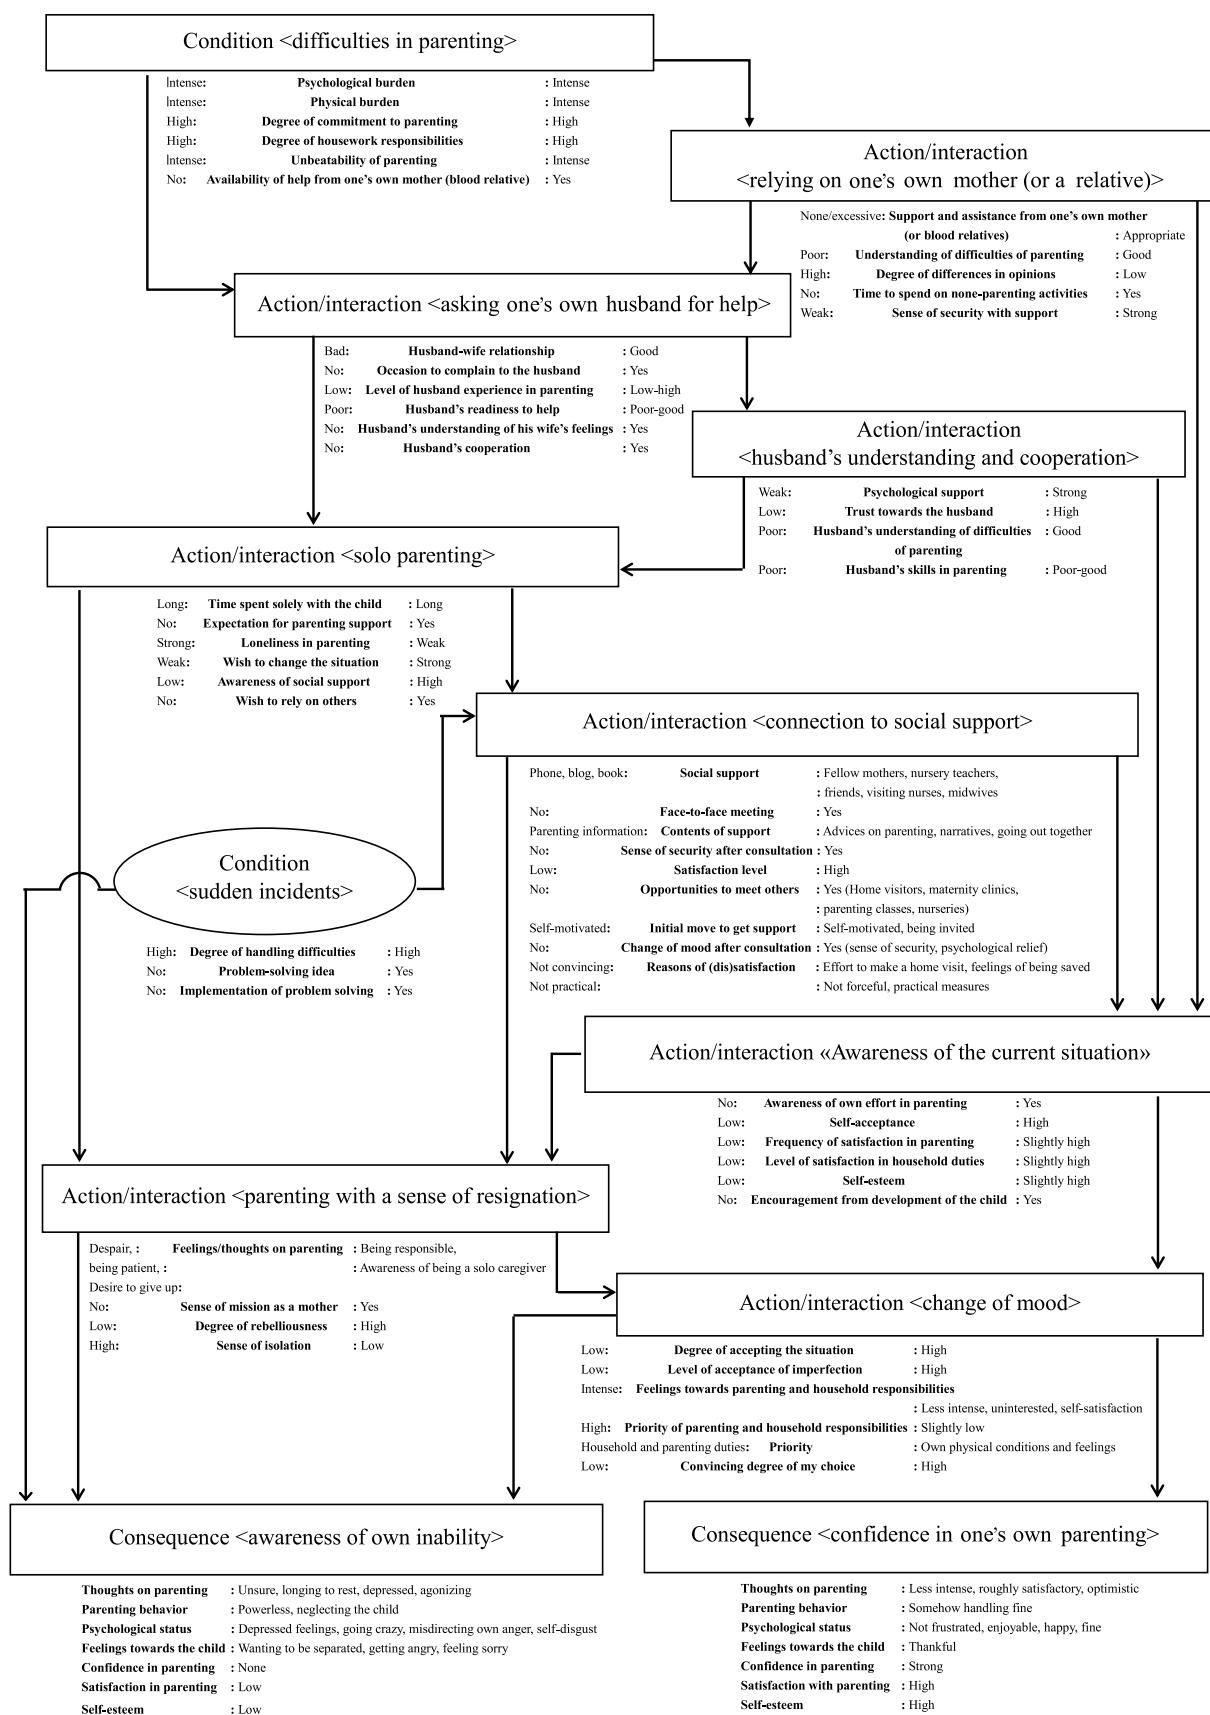 Condition <difficulties in parenting>
Intense: Psychological burden : Intense
Intense: Physical burden : Intense
High: Degree of commitment to parenting : High
High: Degree of housework responsibilities : High
Intense: Unbeatability of parenting : Intense
No: Availability of help from one's own mother (blood relative) : Yes
Action/interaction
<relying on one's own mother (or a relative)>
None/excessive: Support and assistance from one's own mother
(or blood relatives) : Appropriate
Poor: Understanding of difficulties of parenting : Good
High: Degree of differences in opinions : Low
No: Time to spend on none-parenting activities : Yes
Weak: Sense of security with support : Strong
Action/interaction <asking one's own husband for help>
Bad: Husband-wife relationship : Good
No: Occasion to complain to the husband : Yes
Low: Level of husband experience in parenting : Low-high
Poor: Husband's readiness to help : Poor-good
No: Husband's understanding of his wife's feelings : Yes
No: Husband's cooperation : Yes
Action/interaction
<husband's understanding and cooperation>
Weak: Psychological support : Strong
Low: Trust towards the husband : High
Poor: Husband's understanding of difficulties : Good
of parenting
Poor: Husband's skills in parenting : Poor-good
Action/interaction <solo parenting>
Long: Time spent solely with the child : Long
No: Expectation for parenting support : Yes
Strong: Loneliness in parenting : Weak
Weak: Wish to change the situation : Strong
Low: Awareness of social support : High
No: Wish to rely on others : Yes
Action/interaction <connection to social support>
Phone, blog, book: Social support : Fellow mothers, nursery teachers,
: friends, visiting nurses, midwives
No: Face-to-face meeting : Yes
Parenting information: Contents of support : Advices on parenting, narratives, going out together
No: Sense of security after consultation : Yes
Low: Satisfaction level : High
No: Opportunities to meet others : Yes (Home visitors, maternity clinics,
: parenting classes, nurseries)
Self-motivated: Initial move to get support : Self-motivated, being invited
No: Change of mood after consultation : Yes (sense of security, psychological relief)
Not convincing: Reasons of (dis)satisfaction : Effort to make a home visit, feelings of being saved
Not practical: : Not forceful, practical measures
Condition
<sudden incidents>
High: Degree of handling difficulties : High
No: Problem-solving idea : Yes
No: Implementation of problem solving : Yes
Action/interaction «Awareness of the current situation»
No: Awareness of own effort in parenting : Yes
Low: Self-acceptance : High
Low: Frequency of satisfaction in parenting : Slightly high
Low: Level of satisfaction in household duties : Slightly high
Low: Self-esteem : Slightly high
No: Encouragement from development of the child : Yes
Action/interaction <parenting with a sense of resignation>
Despair, : Feelings/thoughts on parenting : Being responsible,
being patient, : : Awareness of being a solo caregiver
Desire to give up:
No: Sense of mission as a mother : Yes
Low: Degree of rebelliousness : High
High: Sense of isolation : Low
Action/interaction <change of mood>
Low: Degree of accepting the situation : High
Low: Level of acceptance of imperfection : High
Intense: Feelings towards parenting and household responsibilities
: Less intense, uninterested, self-satisfaction
High: Priority of parenting and household responsibilities : Slightly low
Household and parenting duties: Priority : Own physical conditions and feelings
Low: Convincing degree of my choice : High
Consequence <awareness of own inability>
Thoughts on parenting : Unsure, longing to rest, depressed, agonizing
Parenting behavior : Powerless, neglecting the child
Psychological status : Depressed feelings, going crazy, misdirecting own anger, self-disgust
Feelings towards the child : Wanting to be separated, getting angry, feeling sorry
Confidence in parenting : None
Satisfaction in parenting : Low
Self-esteem : Low
Consequence <confidence in one's own parenting>
Thoughts on parenting : Less intense, roughly satisfactory, optimistic
Parenting behavior : Somehow handling fine
Psychological status : Not frustrated, enjoyable, happy, fine
Feelings towards the child : Thankful
Confidence in parenting : Strong
Satisfaction with parenting : High
Self-esteem : High